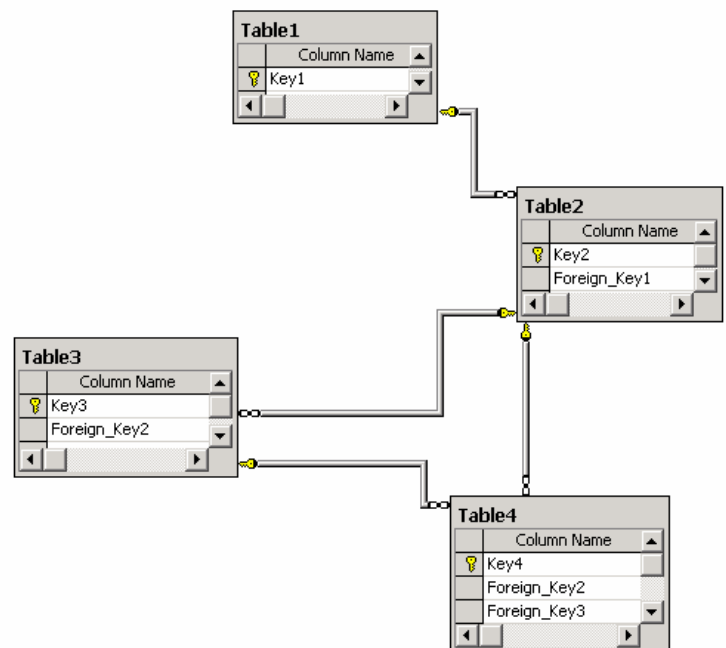 Table1
Column Name
Key1
Table2
Column Name
Key2
Foreign_Key1
Table3
Column Name
Key3
Foreign_Key2
Table4
Column Name
Key4
Foreign_Key2
Foreign_Key3